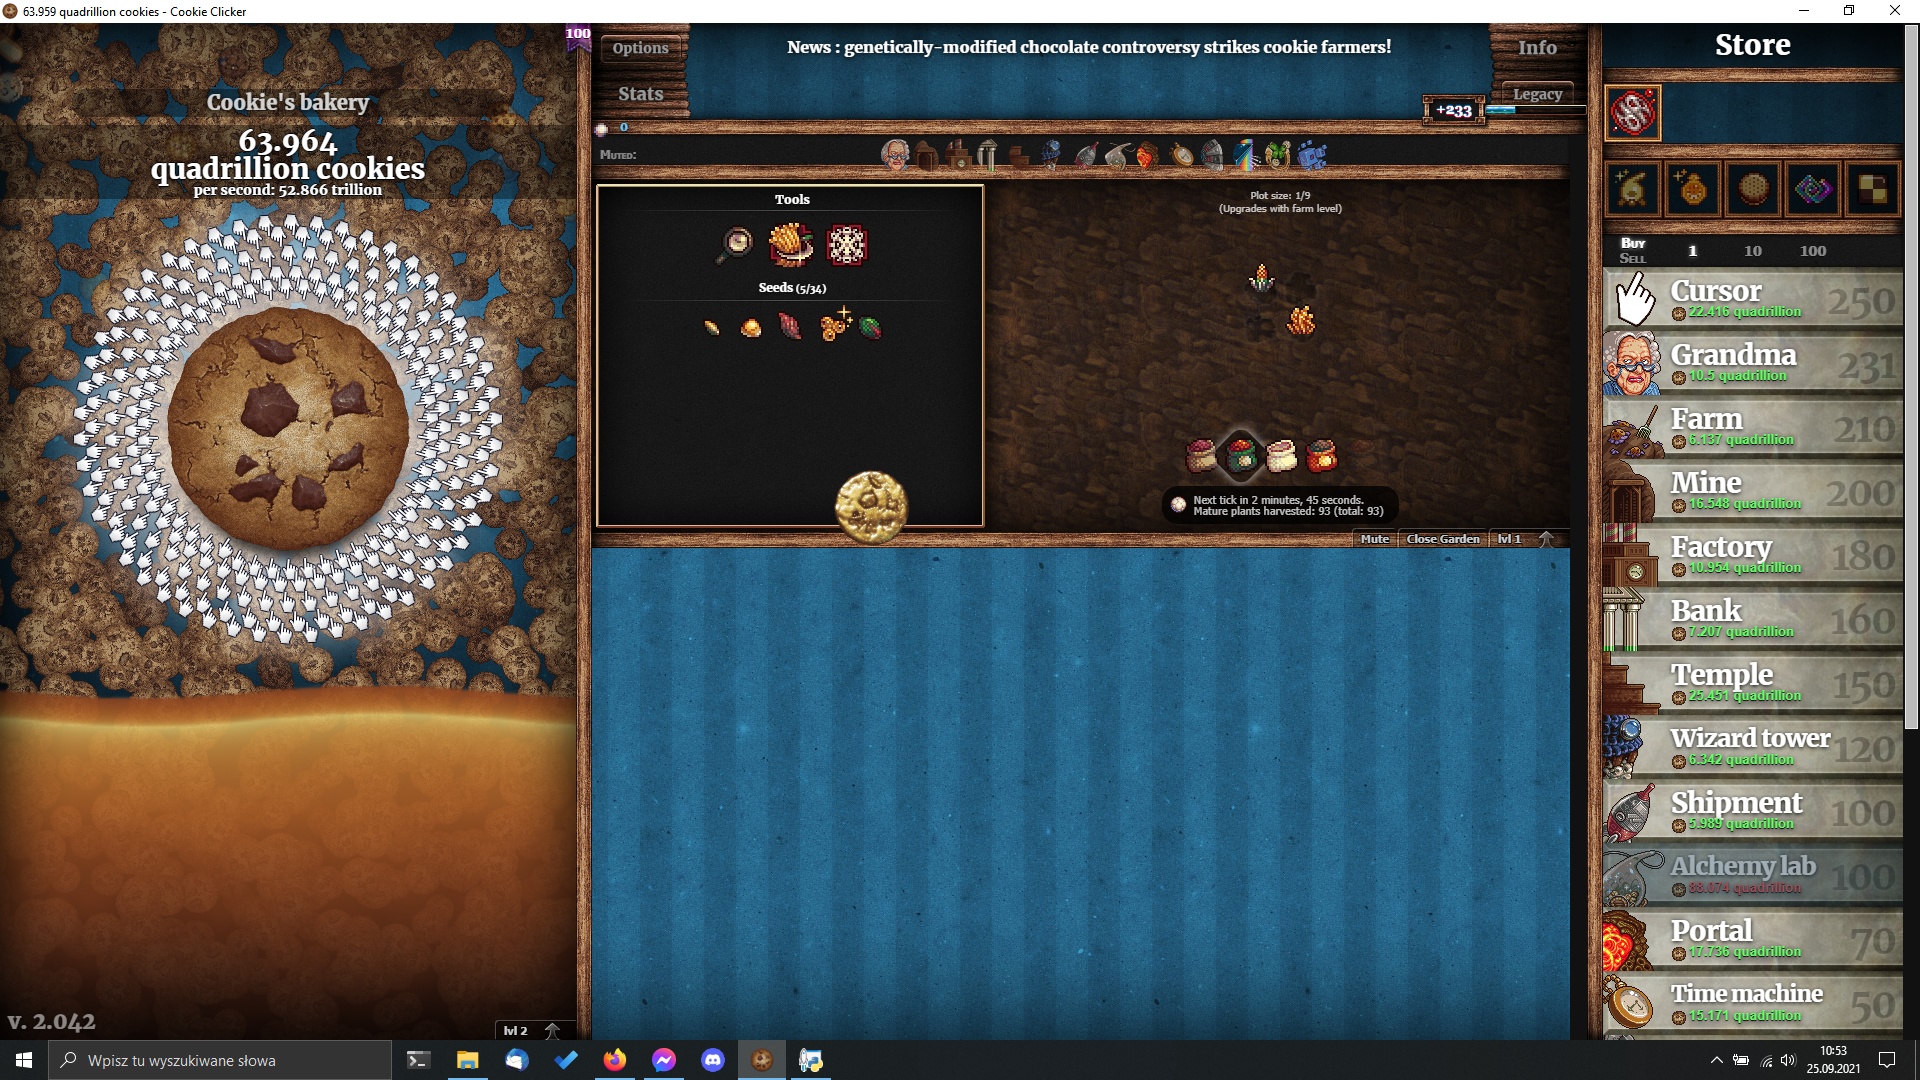 63.959 quadrillion cookies - Cookie Clicker
100
Options
Stats
News : genetically-modified chocolate controversy strikes cookie farmers!
Info
Legacy
+233
0
Muted:
Cookie's bakery
63.964
quadrillion cookies
per second: 52.866 trillion
Tools
Seeds (5/34)
Plot size: 1/9
(Upgrades with farm level)
Next tick in 2 minutes, 45 seconds.
Mature plants harvested: 93 (total: 93)
Mute
Close Garden
lvl 1
Store
Buy
Sell
1
10
100
Cursor
22.416 quadrillion
250
Grandma
10.5 quadrillion
231
Farm
6.137 quadrillion
210
Mine
16.548 quadrillion
200
Factory
10.954 quadrillion
180
Bank
7.207 quadrillion
160
Temple
25.451 quadrillion
150
Wizard tower
6.342 quadrillion
120
Shipment
5.989 quadrillion
100
Alchemy lab
88.074 quadrillion
100
Portal
17.736 quadrillion
70
Time machine
15.171 quadrillion
50
v. 2.042
lvl 2
Wpisz tu wyszukiwane słowa
10:53
25.09.2021